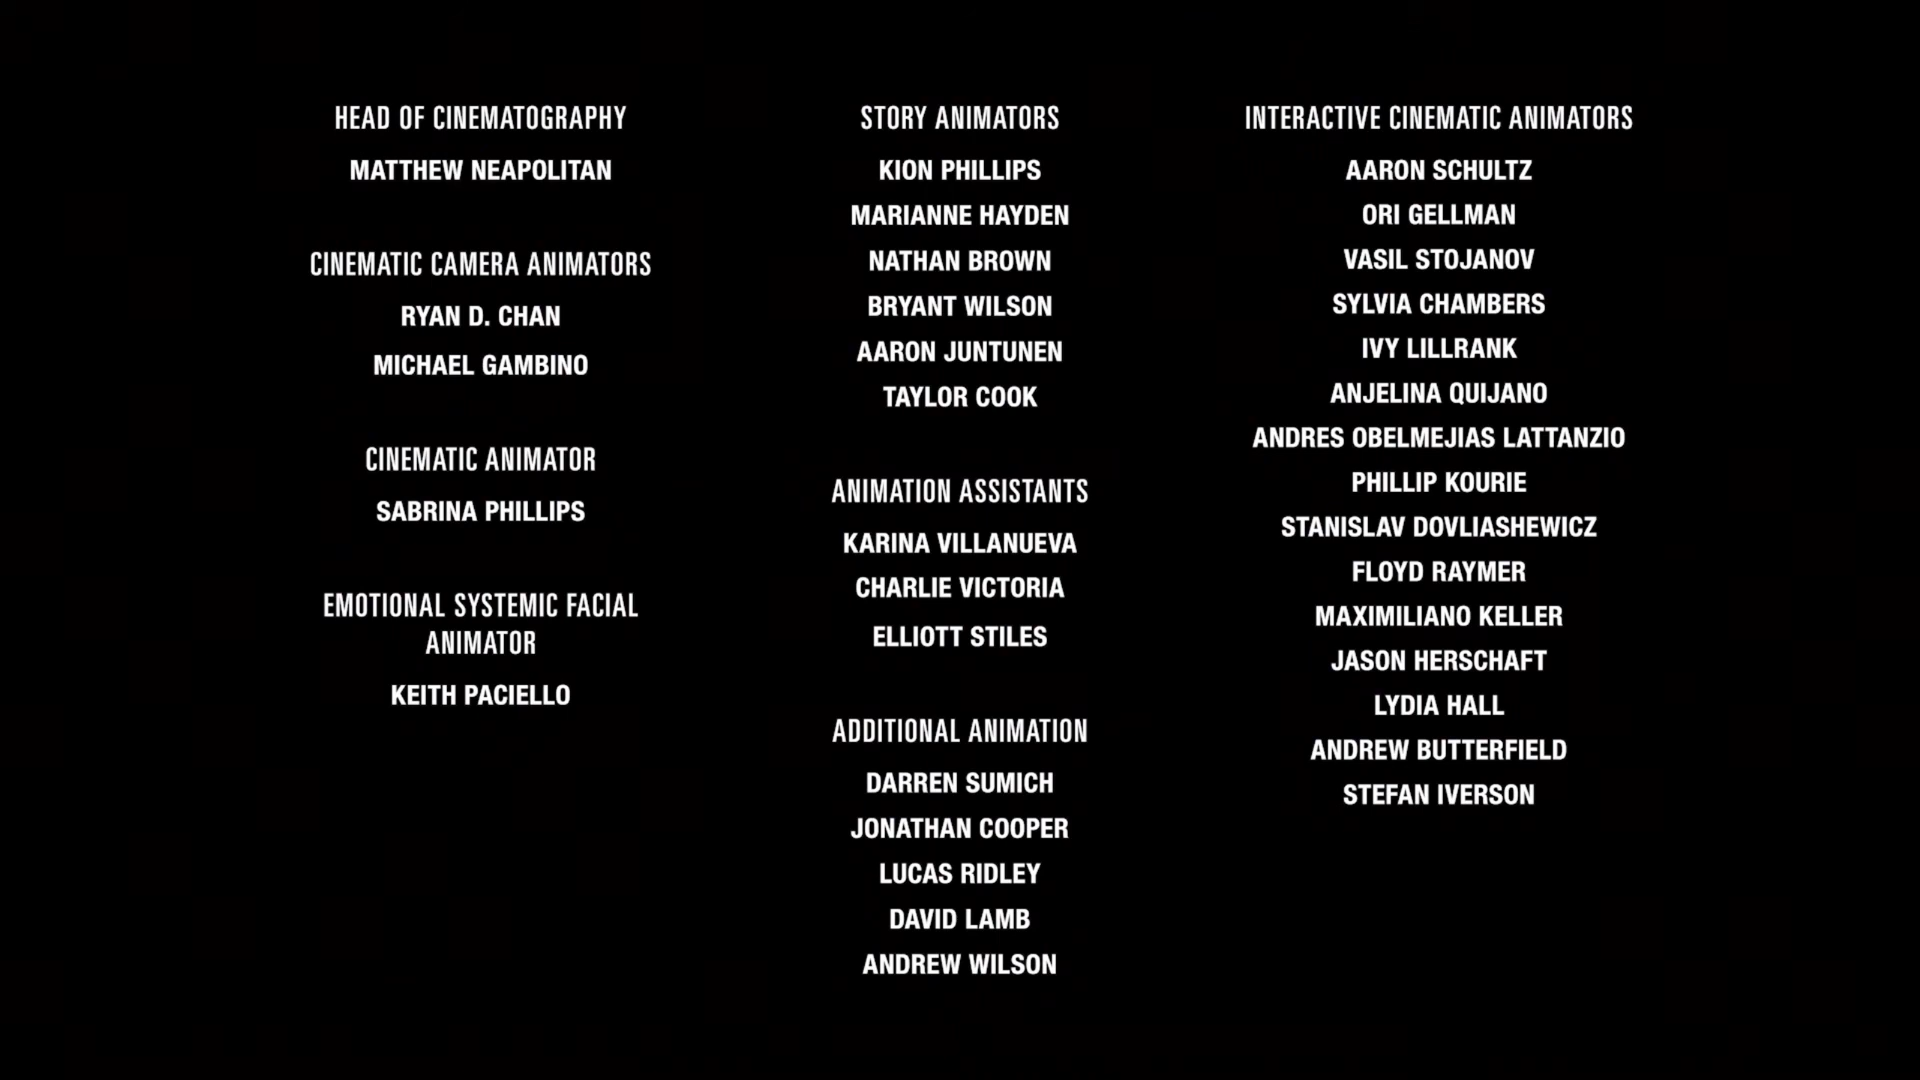 HEAD OF CINEMATOGRAPHY
MATTHEW NEAPOLITAN
CINEMATIC CAMERA ANIMATORS
RYAN D. CHAN
MICHAEL GAMBINO
CINEMATIC ANIMATOR
SABRINA PHILLIPS
EMOTIONAL SYSTEMIC FACIAL
ANIMATOR
KEITH PACIELLO
STORY ANIMATORS
KION PHILLIPS
MARIANNE HAYDEN
NATHAN BROWN
BRYANT WILSON
AARON JUNTUNEN
TAYLOR COOK
ANIMATION ASSISTANTS
KARINA VILLANUEVA
CHARLIE VICTORIA
ELLIOTT STILES
ADDITIONAL ANIMATION
DARREN SUMICH
JONATHAN COOPER
LUCAS RIDLEY
DAVID LAMB
ANDREW WILSON
INTERACTIVE CINEMATIC ANIMATORS
AARON SCHULTZ
ORI GELLMAN
VASIL STOJANOV
SYLVIA CHAMBERS
IVY LILLRANK
ANJELINA QUIJANO
ANDRES OBELMEJIAS LATTANZIO
PHILLIP KOURIE
STANISLAV DOVLIASHEWICZ
FLOYD RAYMER
MAXIMILIANO KELLER
JASON HERSCHAFT
LYDIA HALL
ANDREW BUTTERFIELD
STEFAN IVERSON